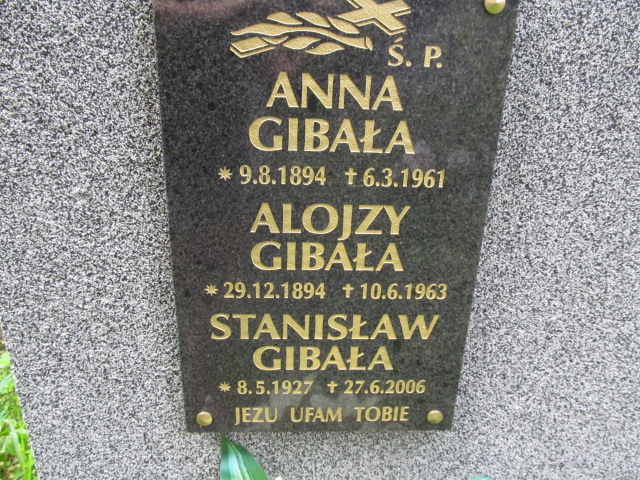 Ś. P.
ANNA
GIBAŁA
* 9.8.1894 † 6.3.1961
ALOJZY
GIBAŁA
* 29.12.1894 † 10.6.1963
STANISŁAW
GIBAŁA
* 8.5.1927 † 27.6.2006
JEZU UFAM TOBIE